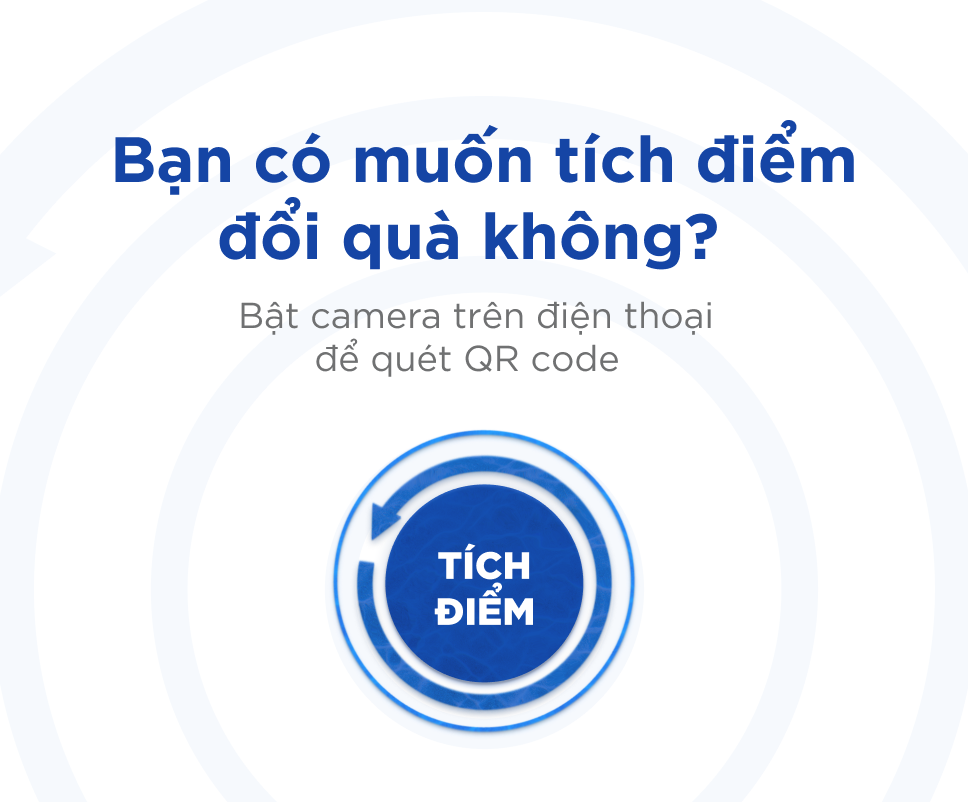 Bạn có muốn tích điểm
đổi quà không?
Bật camera trên điện thoại
để quét QR code
TÍCH
ĐIỂM